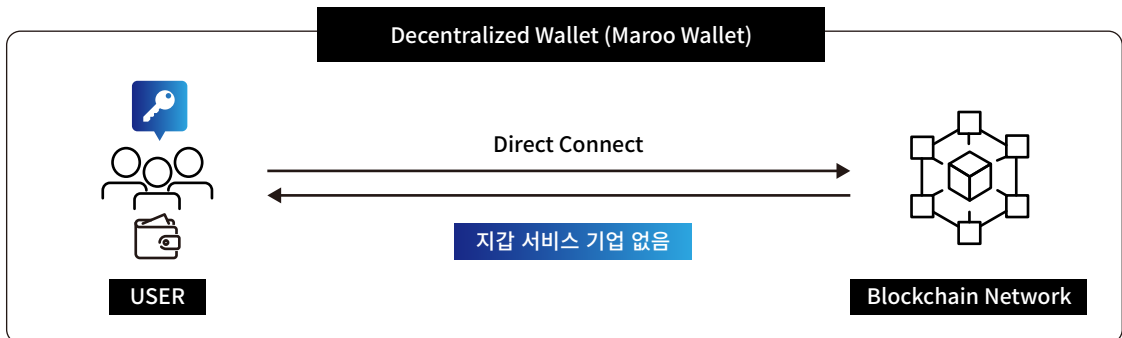 Decentralized Wallet (Maroo Wallet)
Direct Connect
지갑 서비스 기업 없음
USER
Blockchain Network